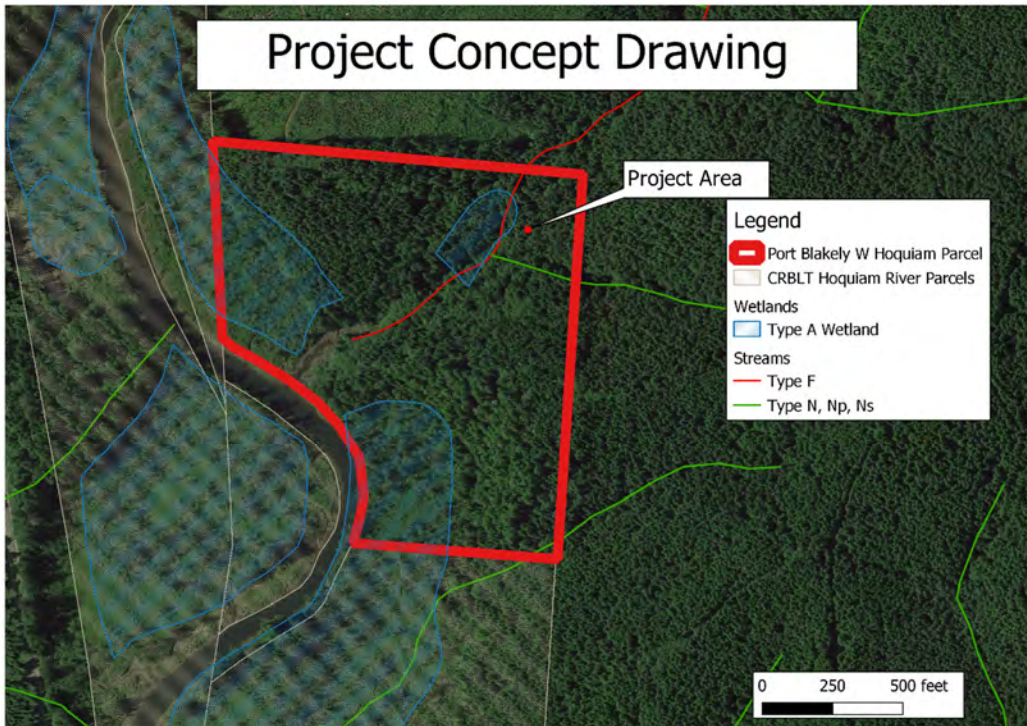 Project Concept Drawing
Project Area
Legend
Port Blakely W Hoquiam Parcel
CRBLT Hoquiam River Parcels
Wetlands
Type A Wetland
Streams
Type F
Type N, Np, Ns
0 250 500 feet